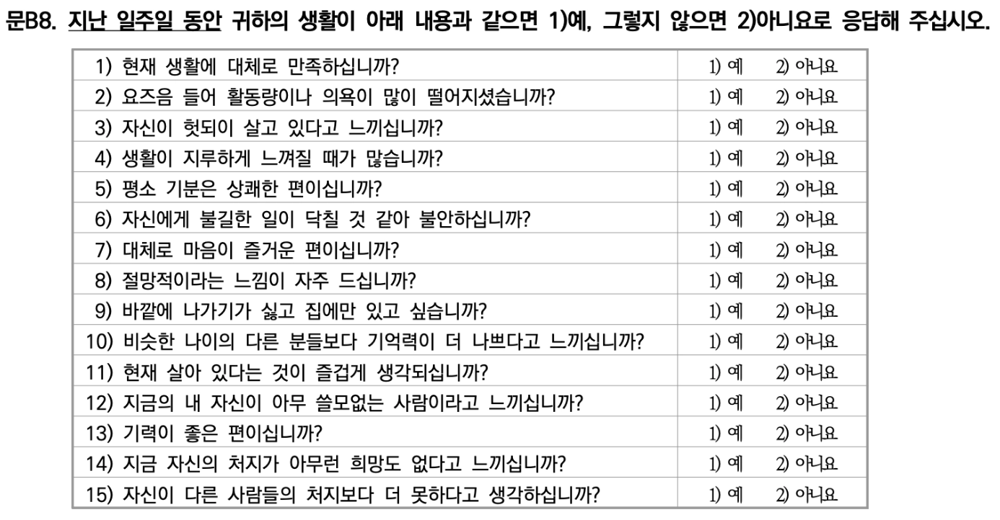 문B8. 지난 일주일 동안 귀하의 생활이 아래 내용과 같으면 1)예, 그렇지 않으면 2)아니요로 응답해 주십시오.
1) 현재 생활에 대체로 만족하십니까? 1) 예 2) 아니요
2) 요즈음 들어 활동량이나 의욕이 많이 떨어지셨습니까? 1) 예 2) 아니요
3) 자신이 헛되이 살고 있다고 느끼십니까? 1) 예 2) 아니요
4) 생활이 지루하게 느껴질 때가 많습니까? 1) 예 2) 아니요
5) 평소 기분은 상쾌한 편이십니까? 1) 예 2) 아니요
6) 자신에게 불길한 일이 닥칠 것 같아 불안하십니까? 1) 예 2) 아니요
7) 대체로 마음이 즐거운 편이십니까? 1) 예 2) 아니요
8) 절망적이라는 느낌이 자주 드십니까? 1) 예 2) 아니요
9) 바깥에 나가기가 싫고 집에만 있고 싶습니까? 1) 예 2) 아니요
10) 비슷한 나이의 다른 분들보다 기억력이 더 나쁘다고 느끼십니까? 1) 예 2) 아니요
11) 현재 살아 있다는 것이 즐겁게 생각되십니까? 1) 예 2) 아니요
12) 지금의 내 자신이 아무 쓸모없는 사람이라고 느끼십니까? 1) 예 2) 아니요
13) 기력이 좋은 편이십니까? 1) 예 2) 아니요
14) 지금 자신의 처지가 아무런 희망도 없다고 느끼십니까? 1) 예 2) 아니요
15) 자신이 다른 사람들의 처지보다 더 못하다고 생각하십니까? 1) 예 2) 아니요